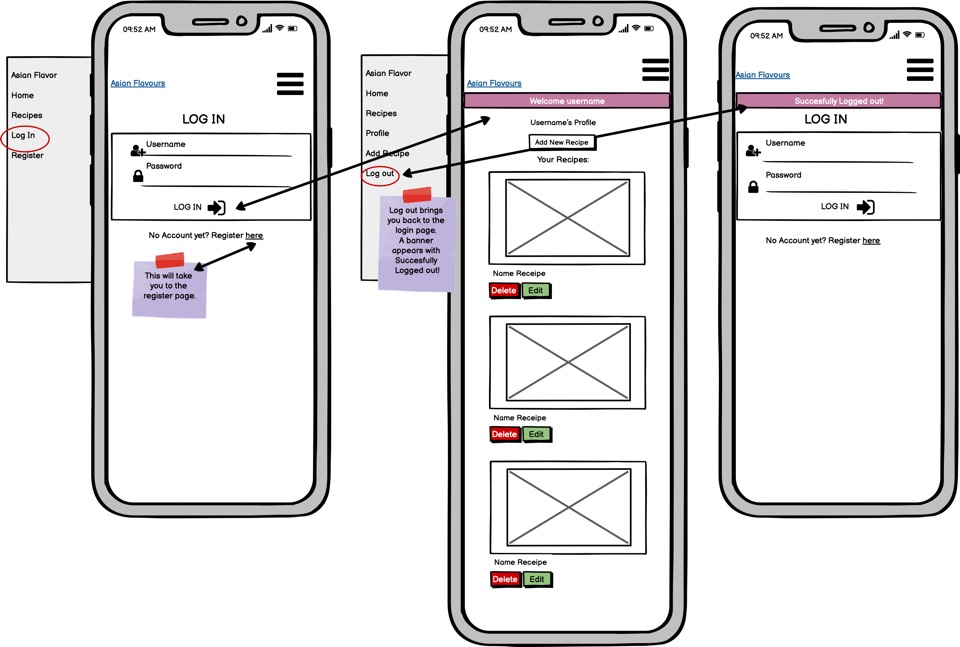 09:52 AM
Asian Flavor
Home
Recipes
Log In
Register
Asian Flavours
LOG IN
Username
Password
LOG IN
No Account yet? Register here
This will take
you to the
register page.
09:52 AM
Asian Flavor
Home
Recipes
Profile
Add Recipe
Log out
Log out brings
you back to the
login page.
A banner
appears with
Succesfully
Logged out!
Asian Flavours
Welcome username
Username's Profile
Add New Recipe
Your Recipes:
Name Receipe
Delete Edit
Name Receipe
Delete Edit
Name Receipe
Delete Edit
09:52 AM
Asian Flavours
Succesfully Logged out!
LOG IN
Username
Password
LOG IN
No Account yet? Register here